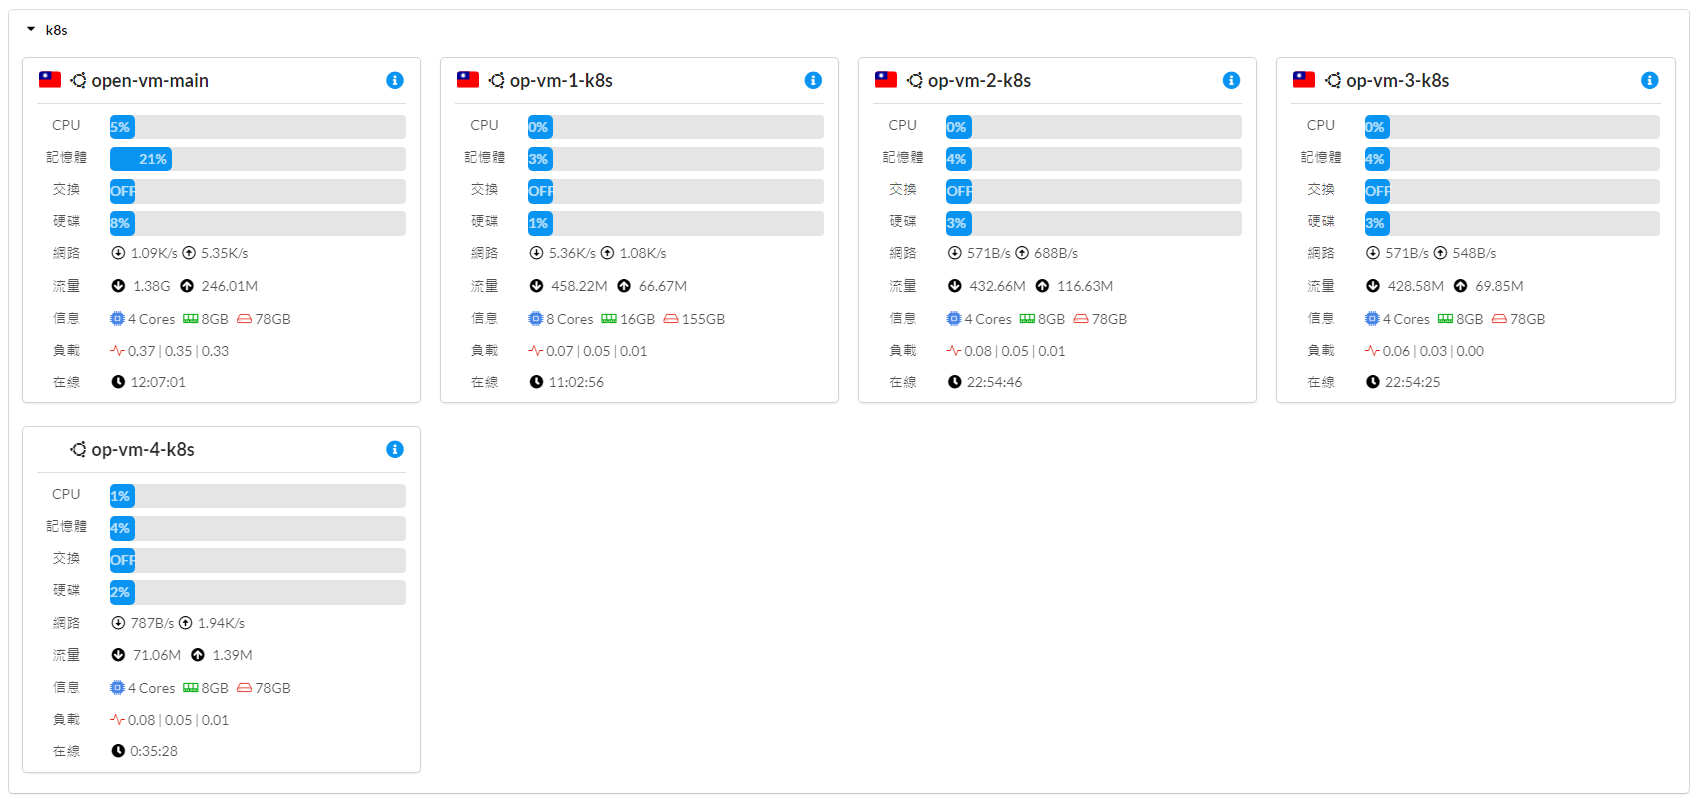 k8s
open-vm-main
CPU 5%
記憶體 21%
交換 OFF
硬碟 8%
網路 1.09K/s 5.35K/s
流量 1.38G 246.01M
信息 4 Cores 8GB 78GB
負載 0.37 | 0.35 | 0.33
在線 12:07:01
op-vm-1-k8s
CPU 0%
記憶體 3%
交換 OFF
硬碟 1%
網路 5.36K/s 1.08K/s
流量 458.22M 66.67M
信息 8 Cores 16GB 155GB
負載 0.07 | 0.05 | 0.01
在線 11:02:56
op-vm-2-k8s
CPU 0%
記憶體 4%
交換 OFF
硬碟 3%
網路 571B/s 688B/s
流量 432.66M 116.63M
信息 4 Cores 8GB 78GB
負載 0.08 | 0.05 | 0.01
在線 22:54:46
op-vm-3-k8s
CPU 0%
記憶體 4%
交換 OFF
硬碟 3%
網路 571B/s 548B/s
流量 428.58M 69.85M
信息 4 Cores 8GB 78GB
負載 0.06 | 0.03 | 0.00
在線 22:54:25
op-vm-4-k8s
CPU 1%
記憶體 4%
交換 OFF
硬碟 2%
網路 787B/s 1.94K/s
流量 71.06M 1.39M
信息 4 Cores 8GB 78GB
負載 0.08 | 0.05 | 0.01
在線 0:35:28